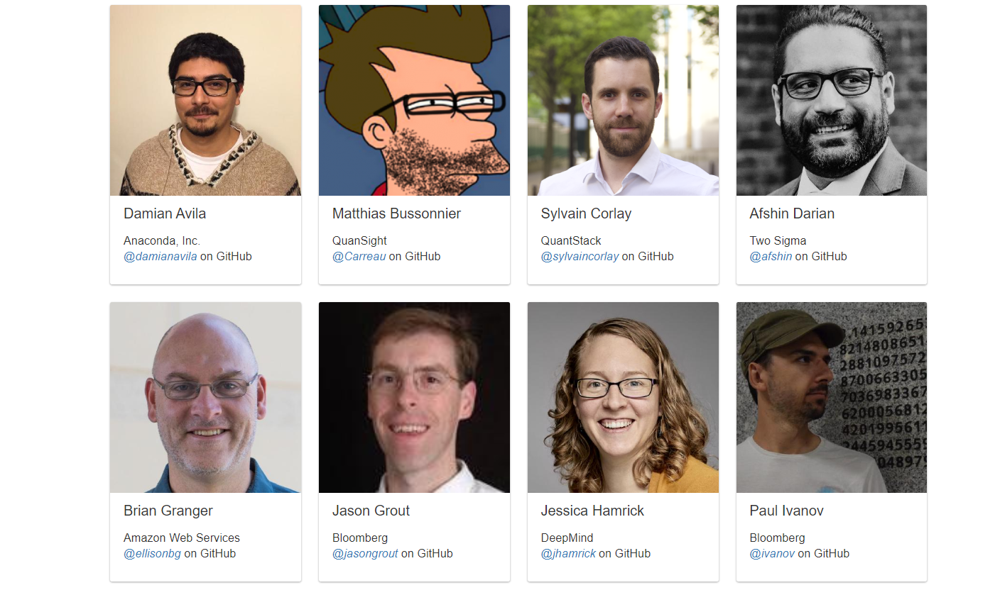 Damian Avila
Anaconda, Inc.
@damianavila on GitHub
Matthias Bussonnier
QuanSight
@Carreau on GitHub
Sylvain Corlay
QuantStack
@sylvaincorlay on GitHub
Afshin Darian
Two Sigma
@afshin on GitHub
.141592653
8214808651
2881097572
8700663305
7036983367
6200056812
4201995611
2445945559
048979
Brian Granger
Amazon Web Services
@ellisonbg on GitHub
Jason Grout
Bloomberg
@jasongrout on GitHub
Jessica Hamrick
DeepMind
@jhamrick on GitHub
Paul Ivanov
Bloomberg
@ivanov on GitHub